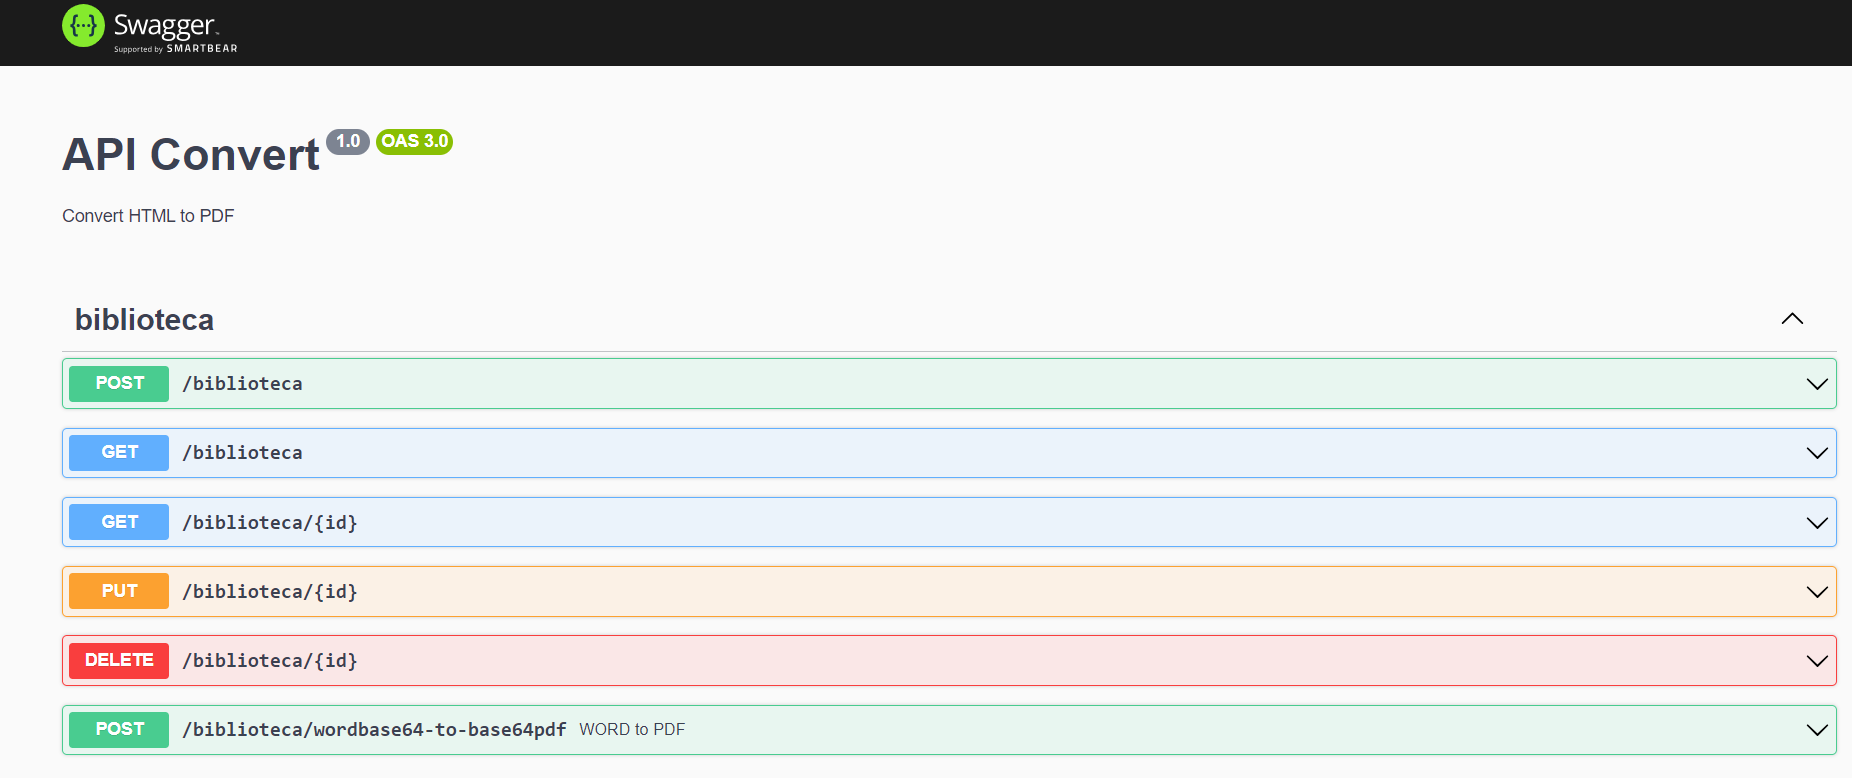 {···} Swagger
Supported by SMARTBEAR
API Convert 1.0 OAS 3.0
Convert HTML to PDF
biblioteca
POST /biblioteca
GET /biblioteca
GET /biblioteca/{id}
PUT /biblioteca/{id}
DELETE /biblioteca/{id}
POST /biblioteca/wordbase64-to-base64pdf WORD to PDF